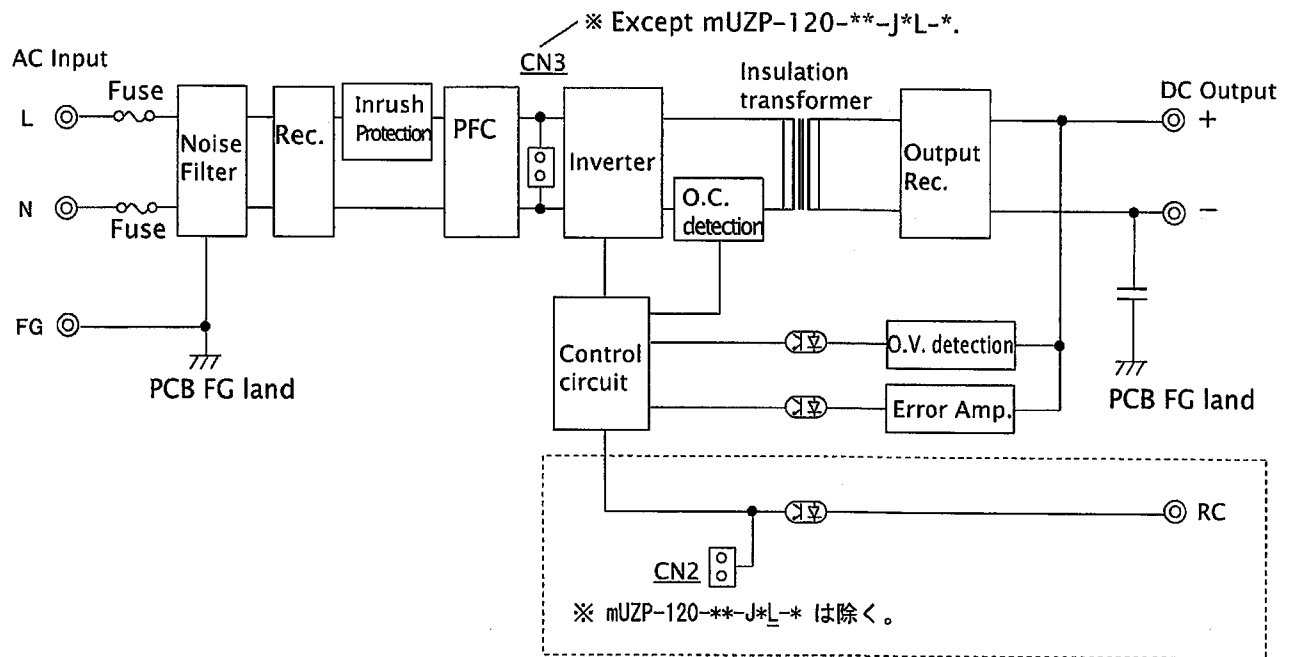 ※ Except mUZP-120-**-J*L-*.
AC Input
CN3
Insulation
transformer
DC Output
Fuse
L
Noise
Filter
Rec.
Inrush
Protection
PFC
Inverter
Output
Rec.
+
N
Fuse
O.C.
detection
−
FG
PCB FG land
Control
circuit
O.V. detection
Error Amp.
PCB FG land
RC
CN2
※ mUZP-120-**-J*L-* は除く。